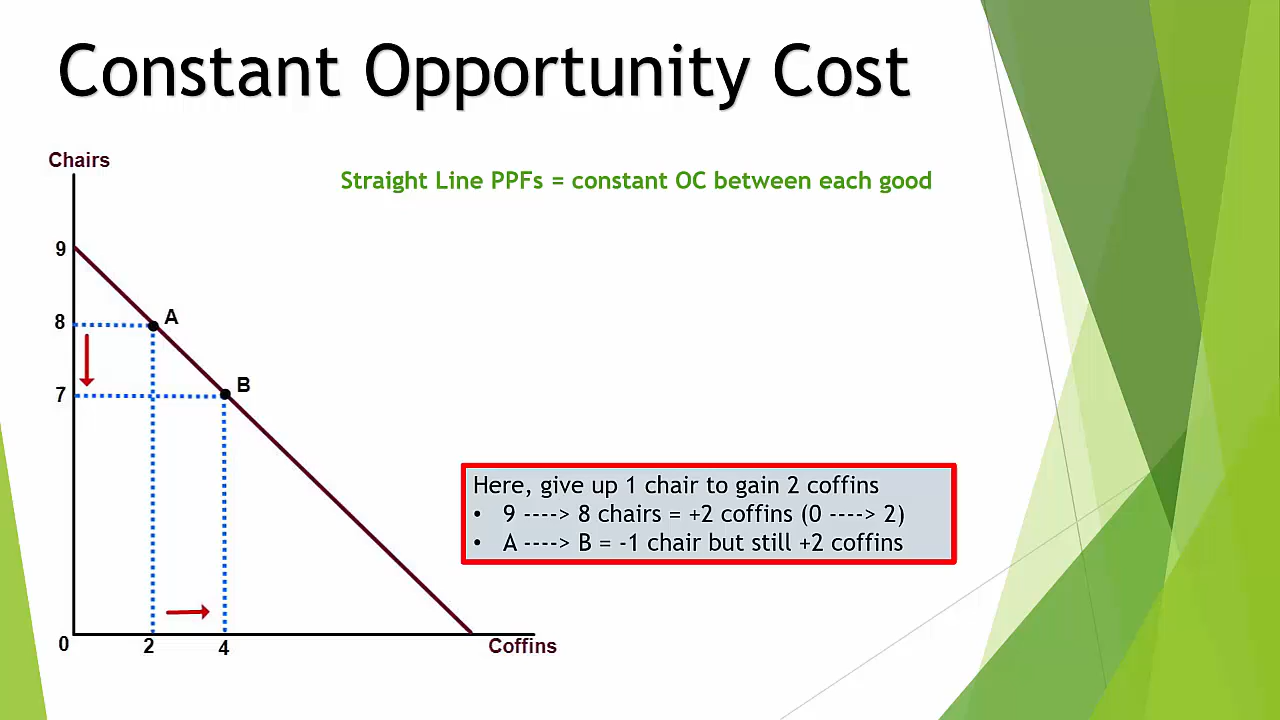 Constant Opportunity Cost
Chairs
Straight Line PPFs = constant OC between each good
9
8
A
7
B
Here, give up 1 chair to gain 2 coffins
• 9 ----> 8 chairs = +2 coffins (0 ----> 2)
• A ----> B = -1 chair but still +2 coffins
0
2
4
Coffins